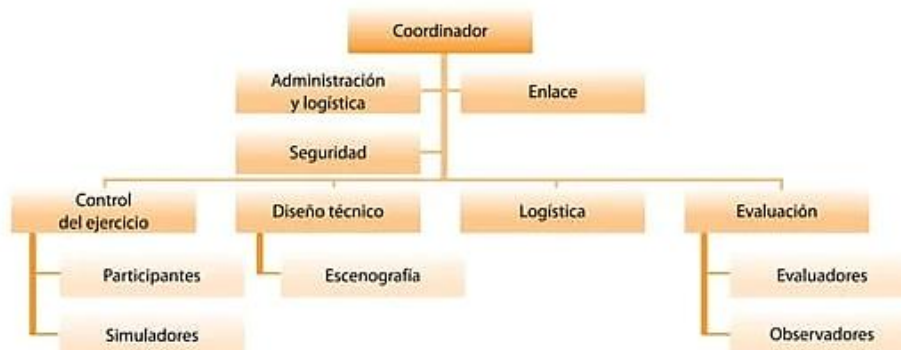 Coordinador
Administración
y logística
Enlace
Seguridad
Control
del ejercicio
Diseño técnico
Logística
Evaluación
Participantes
Escenografía
Evaluadores
Simuladores
Observadores